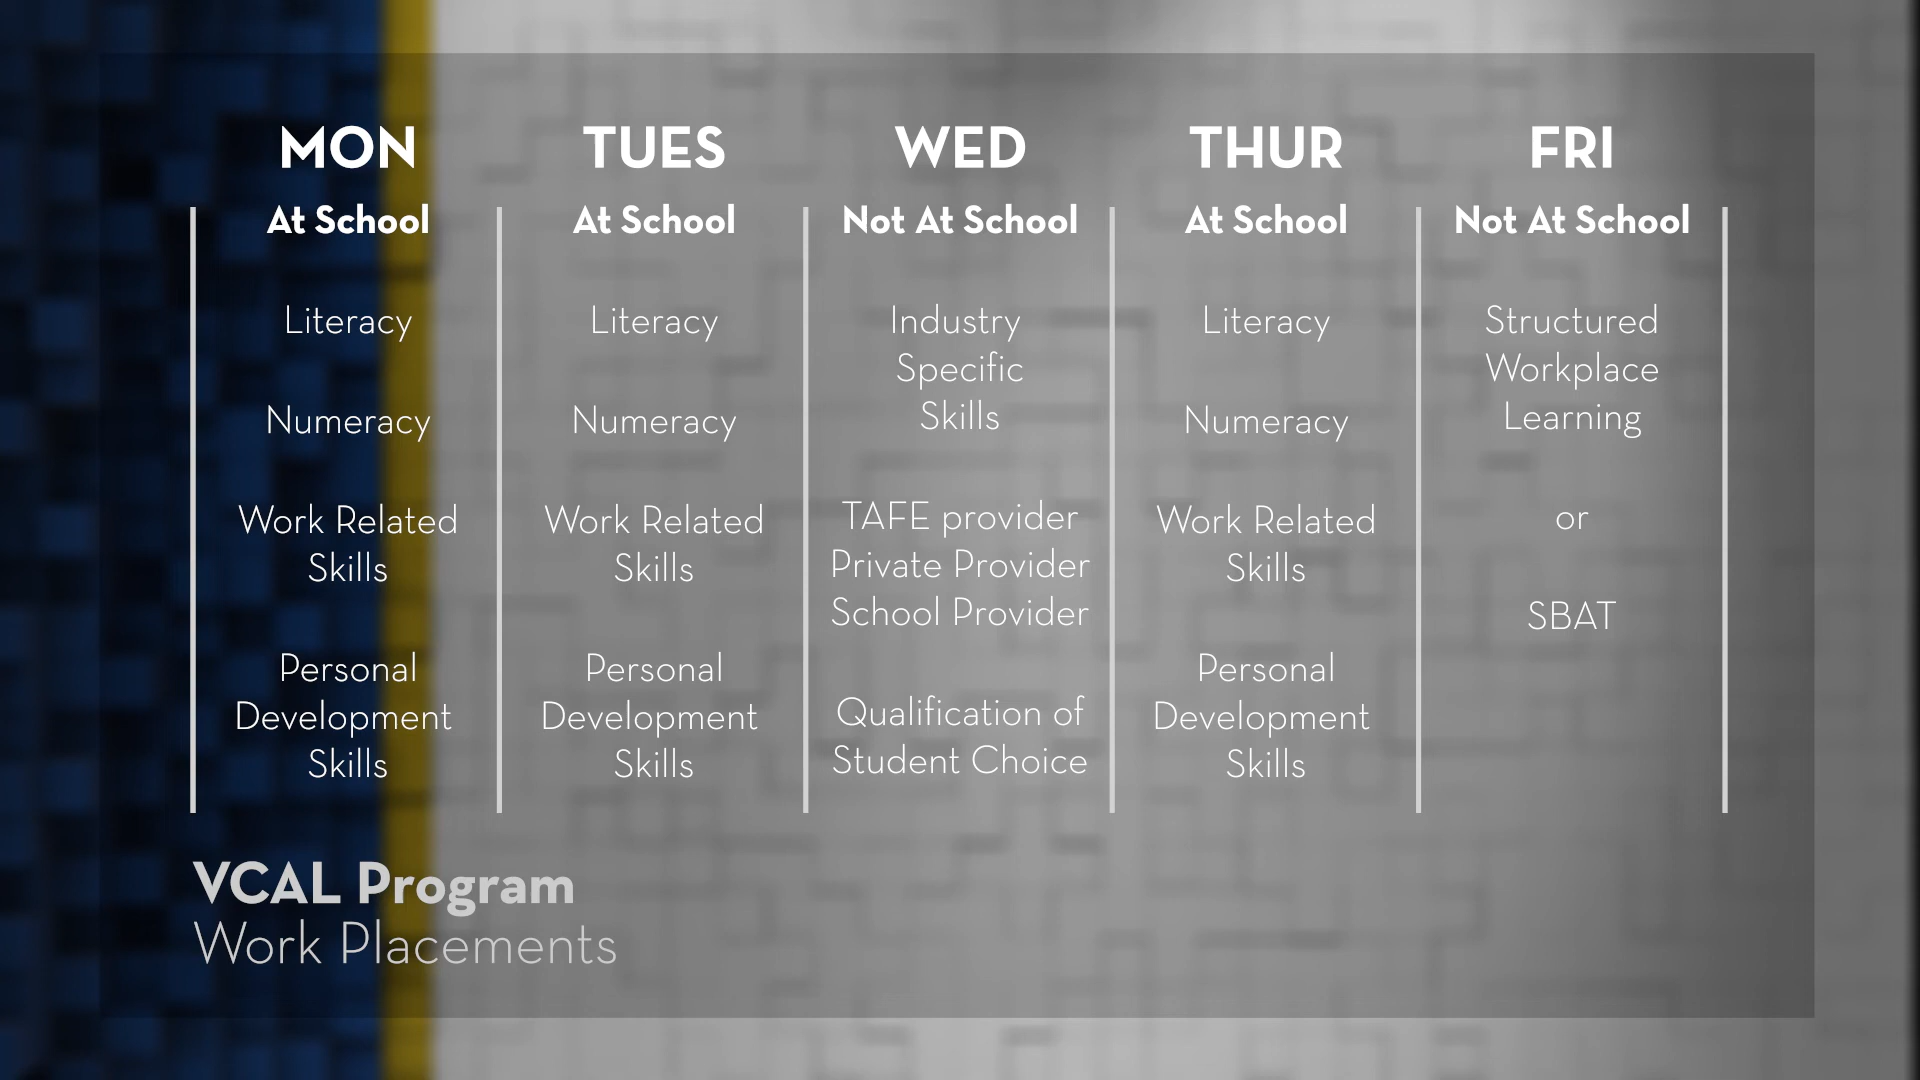 MON
At School
Literacy
Numeracy
Work Related
Skills
Personal
Development
Skills
TUES
At School
Literacy
Numeracy
Work Related
Skills
Personal
Development
Skills
WED
Not At School
Industry
Specific
Skills
TAFE provider
Private Provider
School Provider
Qualification of
Student Choice
THUR
At School
Literacy
Numeracy
Work Related
Skills
Personal
Development
Skills
FRI
Not At School
Structured
Workplace
Learning
or
SBAT
VCAL Program
Work Placements